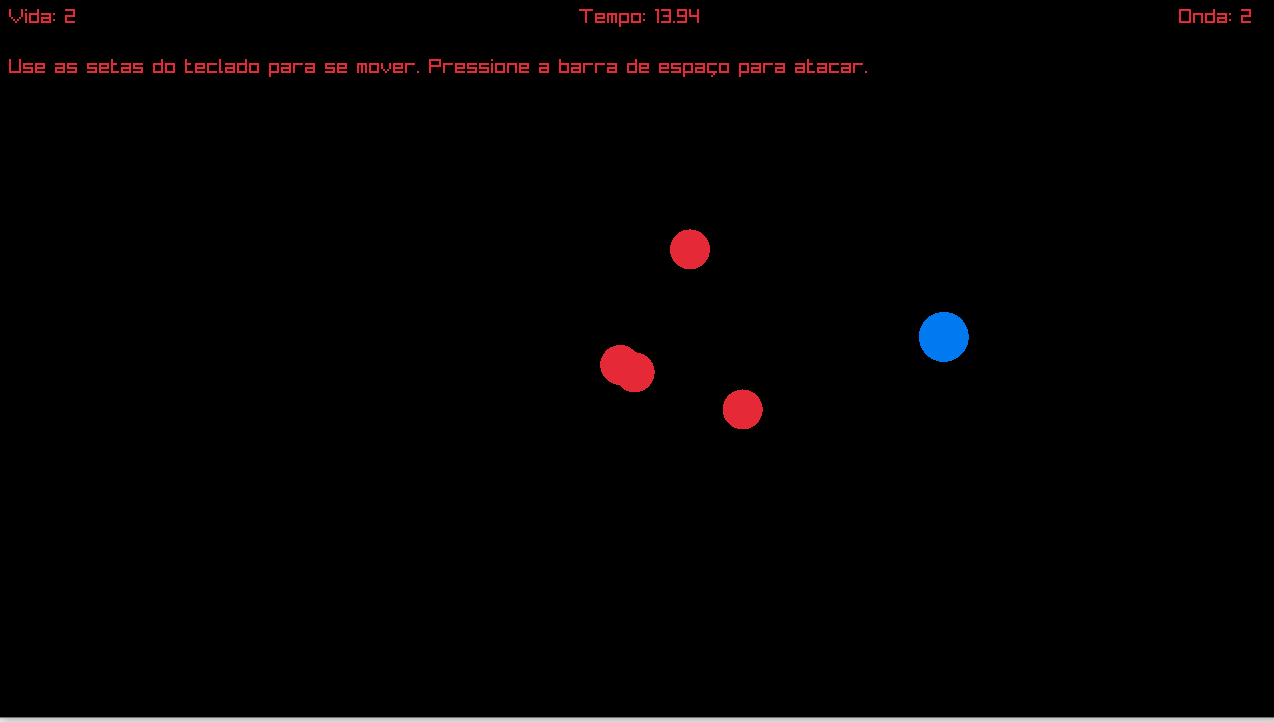 Vida: 2
Tempo: 13.94
Onda: 2
Use as setas do teclado para se mover. Pressione a barra de espaço para atacar.